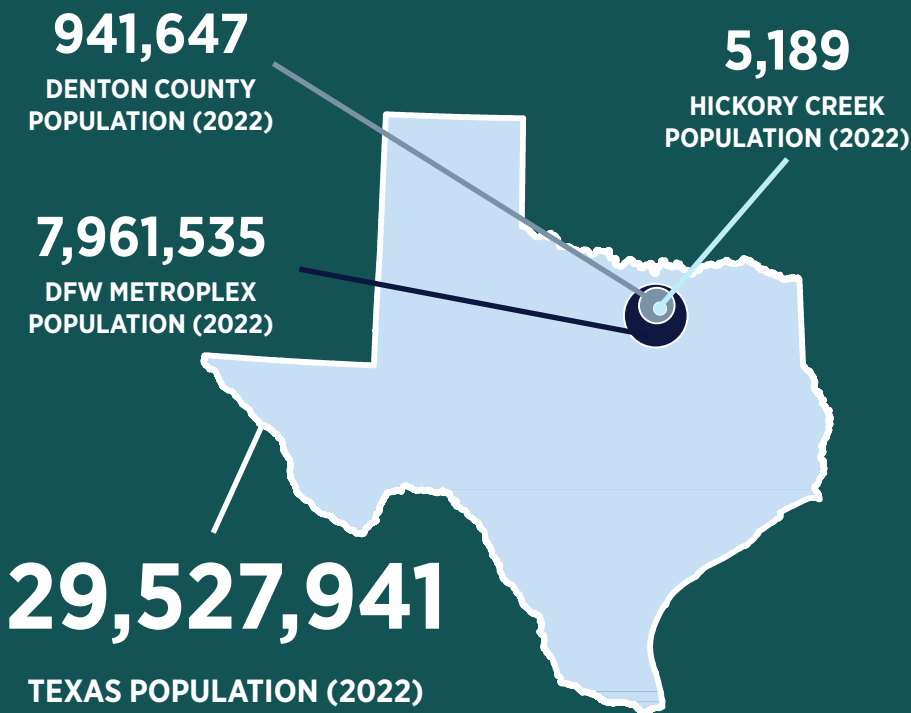 941,647
DENTON COUNTY
POPULATION (2022)
5,189
HICKORY CREEK
POPULATION (2022)
7,961,535
DFW METROPLEX
POPULATION (2022)
29,527,941
TEXAS POPULATION (2022)